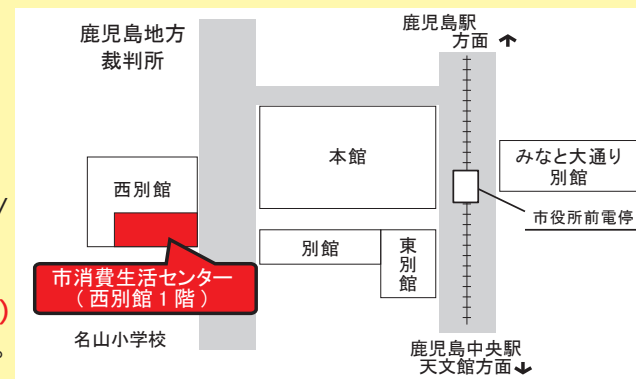 鹿児島地方
裁判所
鹿児島駅
方面↑
本館
みなと大通り
別館
西別館
市役所前電停
別館
東別館
市消費生活センター
(西別館1階)
名山小学校
鹿児島中央駅
天文館方面↓
/
)
。